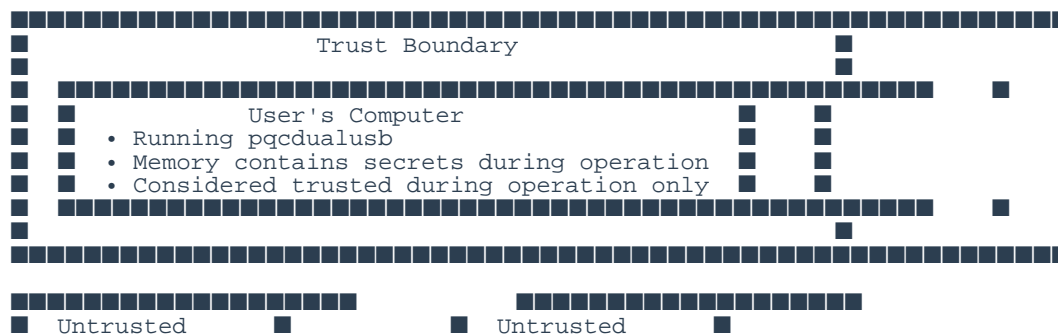 Trust Boundary
User's Computer
• Running pqcdualusb
• Memory contains secrets during operation
• Considered trusted during operation only
Untrusted Untrusted